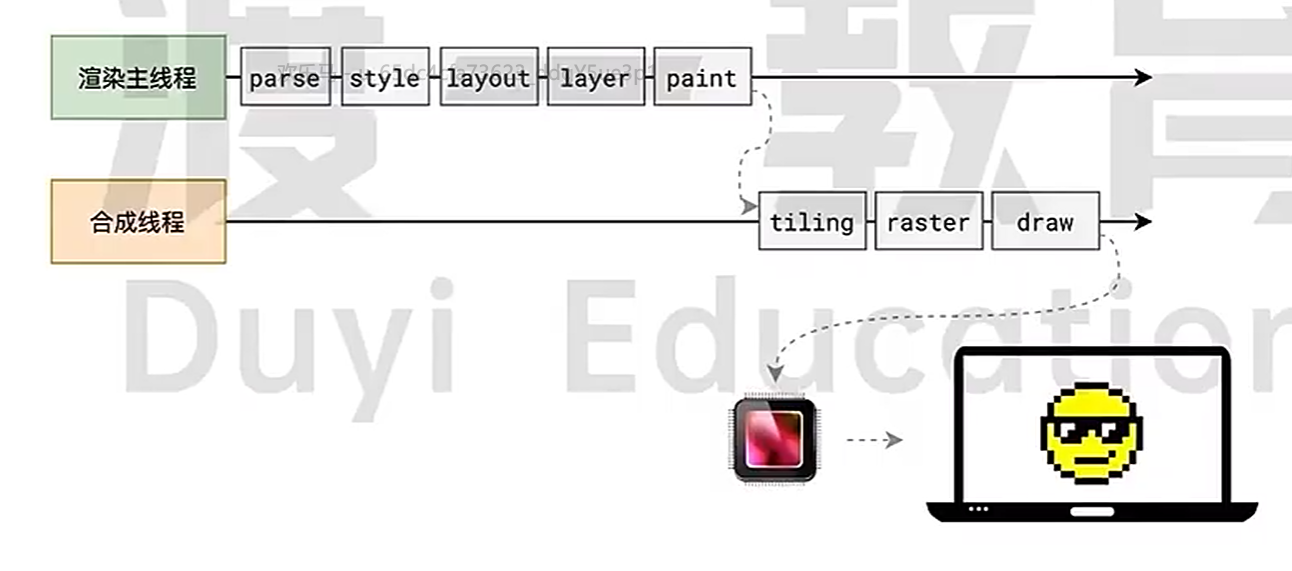 渡 教育
渲染主线程 parse style layout layer paint
合成线程 tiling raster draw
Duyi Education